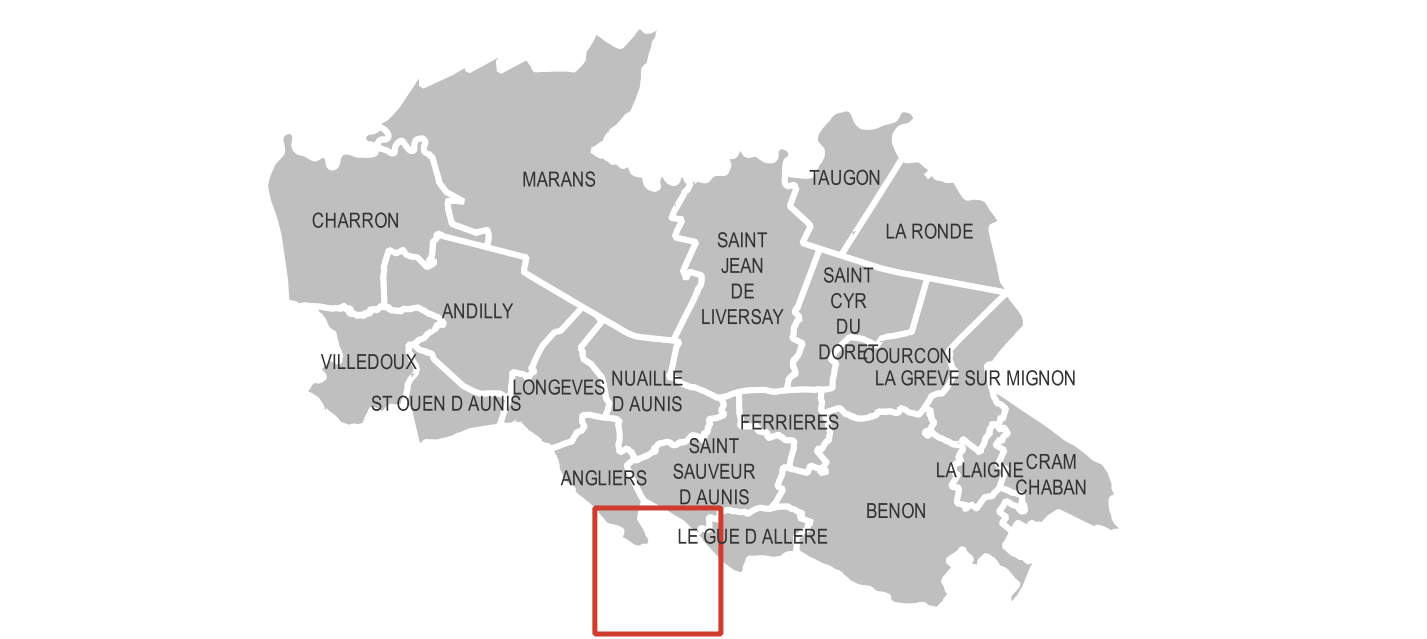 MARANS
TAUGON
CHARRON
LA RONDE
SAINT
JEAN
DE
LIVERSAY
SAINT
CYR
DU
DORET
ANDILLY
VILLEDOUX
COURCON
LA GREVE SUR MIGNON
LONGEVES
NUAILLE
D AUNIS
ST OUEN D AUNIS
FERRIERES
SAINT
SAUVEUR
D AUNIS
ANGLIERS
LA LAIGNE
CRAM
CHABAN
BENON
LE GUE D ALLERE